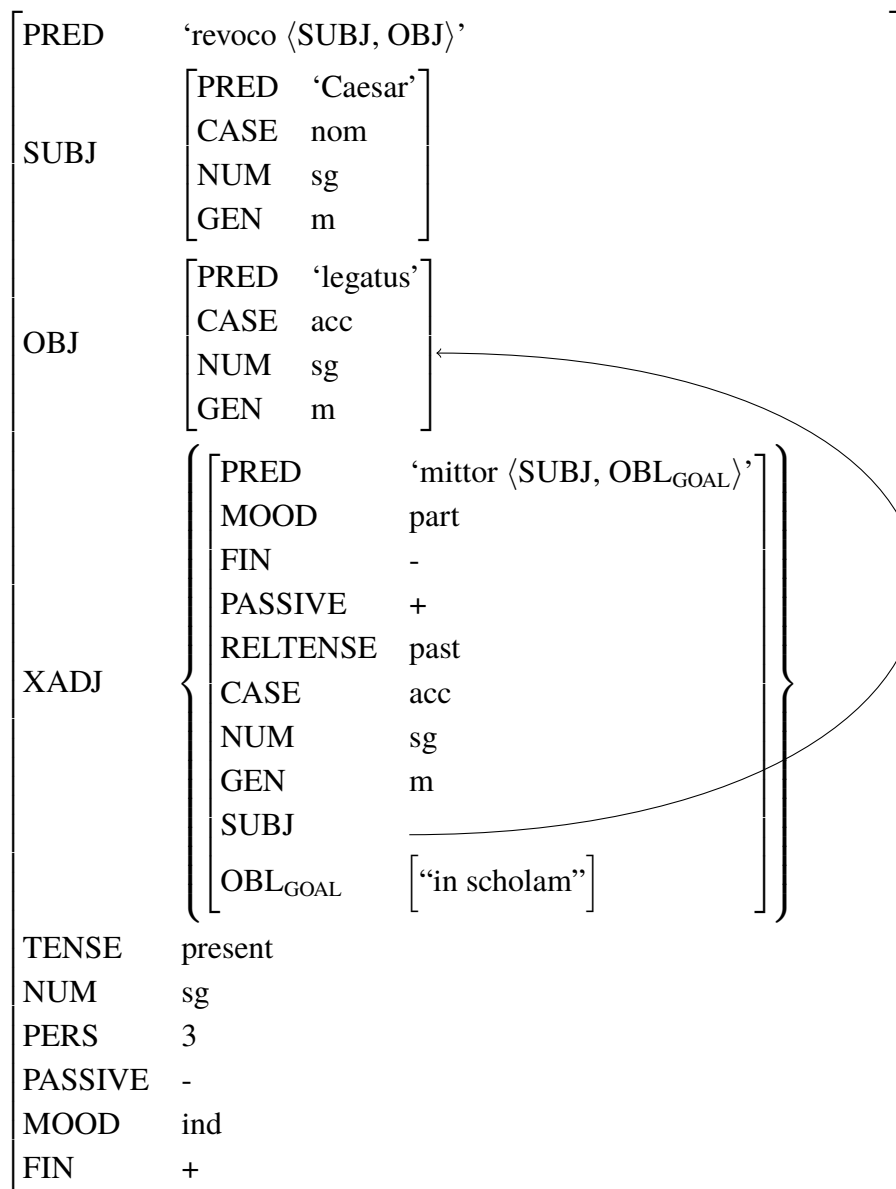 PRED ‘revoco ⟨SUBJ, OBJ⟩’
SUBJ
PRED ‘Caesar’
CASE nom
NUM sg
GEN m
OBJ
PRED ‘legatus’
CASE acc
NUM sg
GEN m
XADJ
PRED ‘mittor ⟨SUBJ, OBL_GOAL⟩’
MOOD part
FIN -
PASSIVE +
RELTENSE past
CASE acc
NUM sg
GEN m
SUBJ
OBL_GOAL [“in scholam”]
TENSE present
NUM sg
PERS 3
PASSIVE -
MOOD ind
FIN +